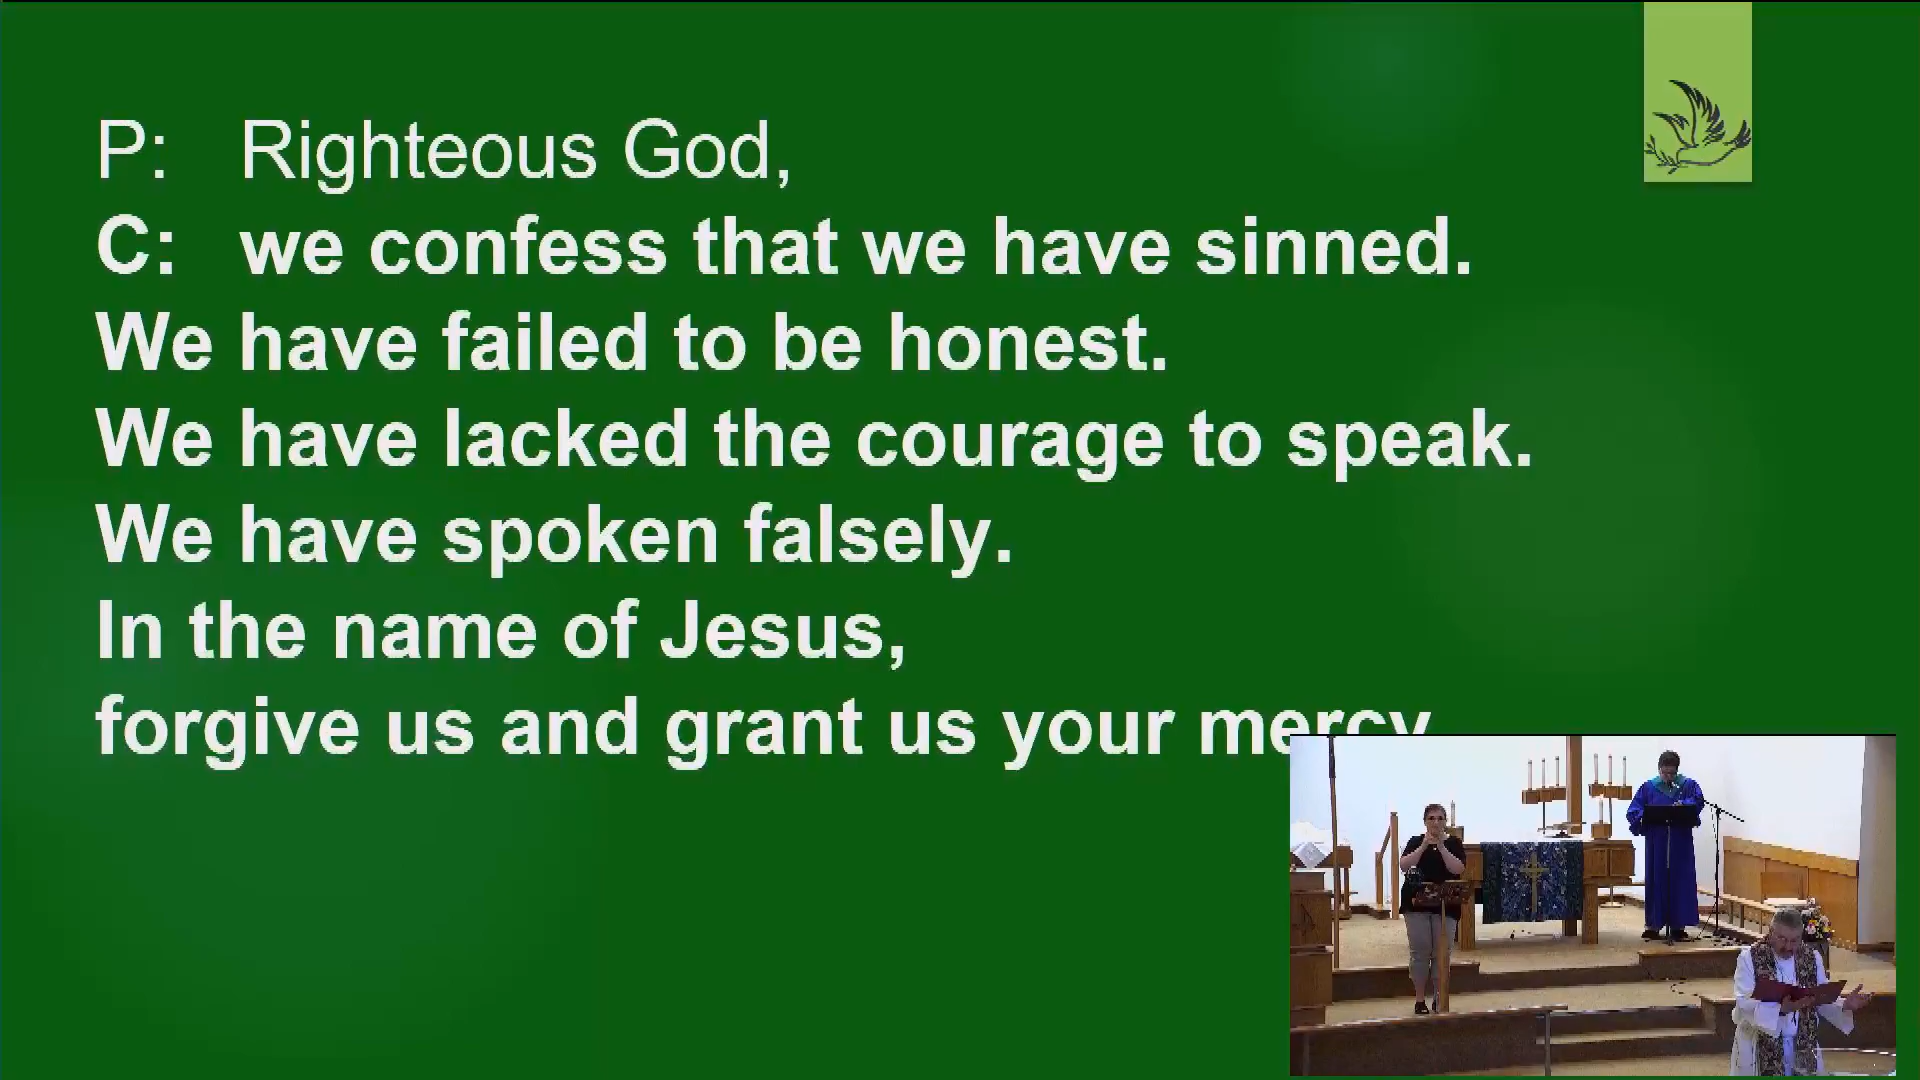 P: Righteous God,
C: we confess that we have sinned.
We have failed to be honest.
We have lacked the courage to speak.
We have spoken falsely.
In the name of Jesus,
forgive us and grant us your mercy